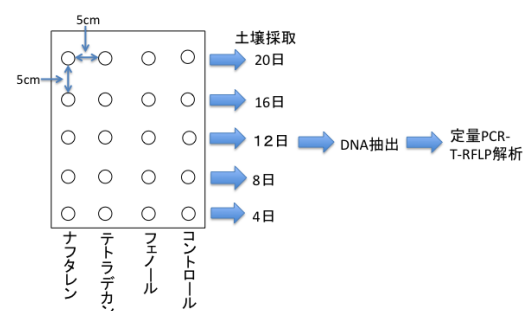 5cm
5cm
土壌採取
20日
16日
12日
8日
4日
DNA抽出
定量PCR-
T-RFLP解析
ナフタレン
テトラデカン
フェノール
コントロール